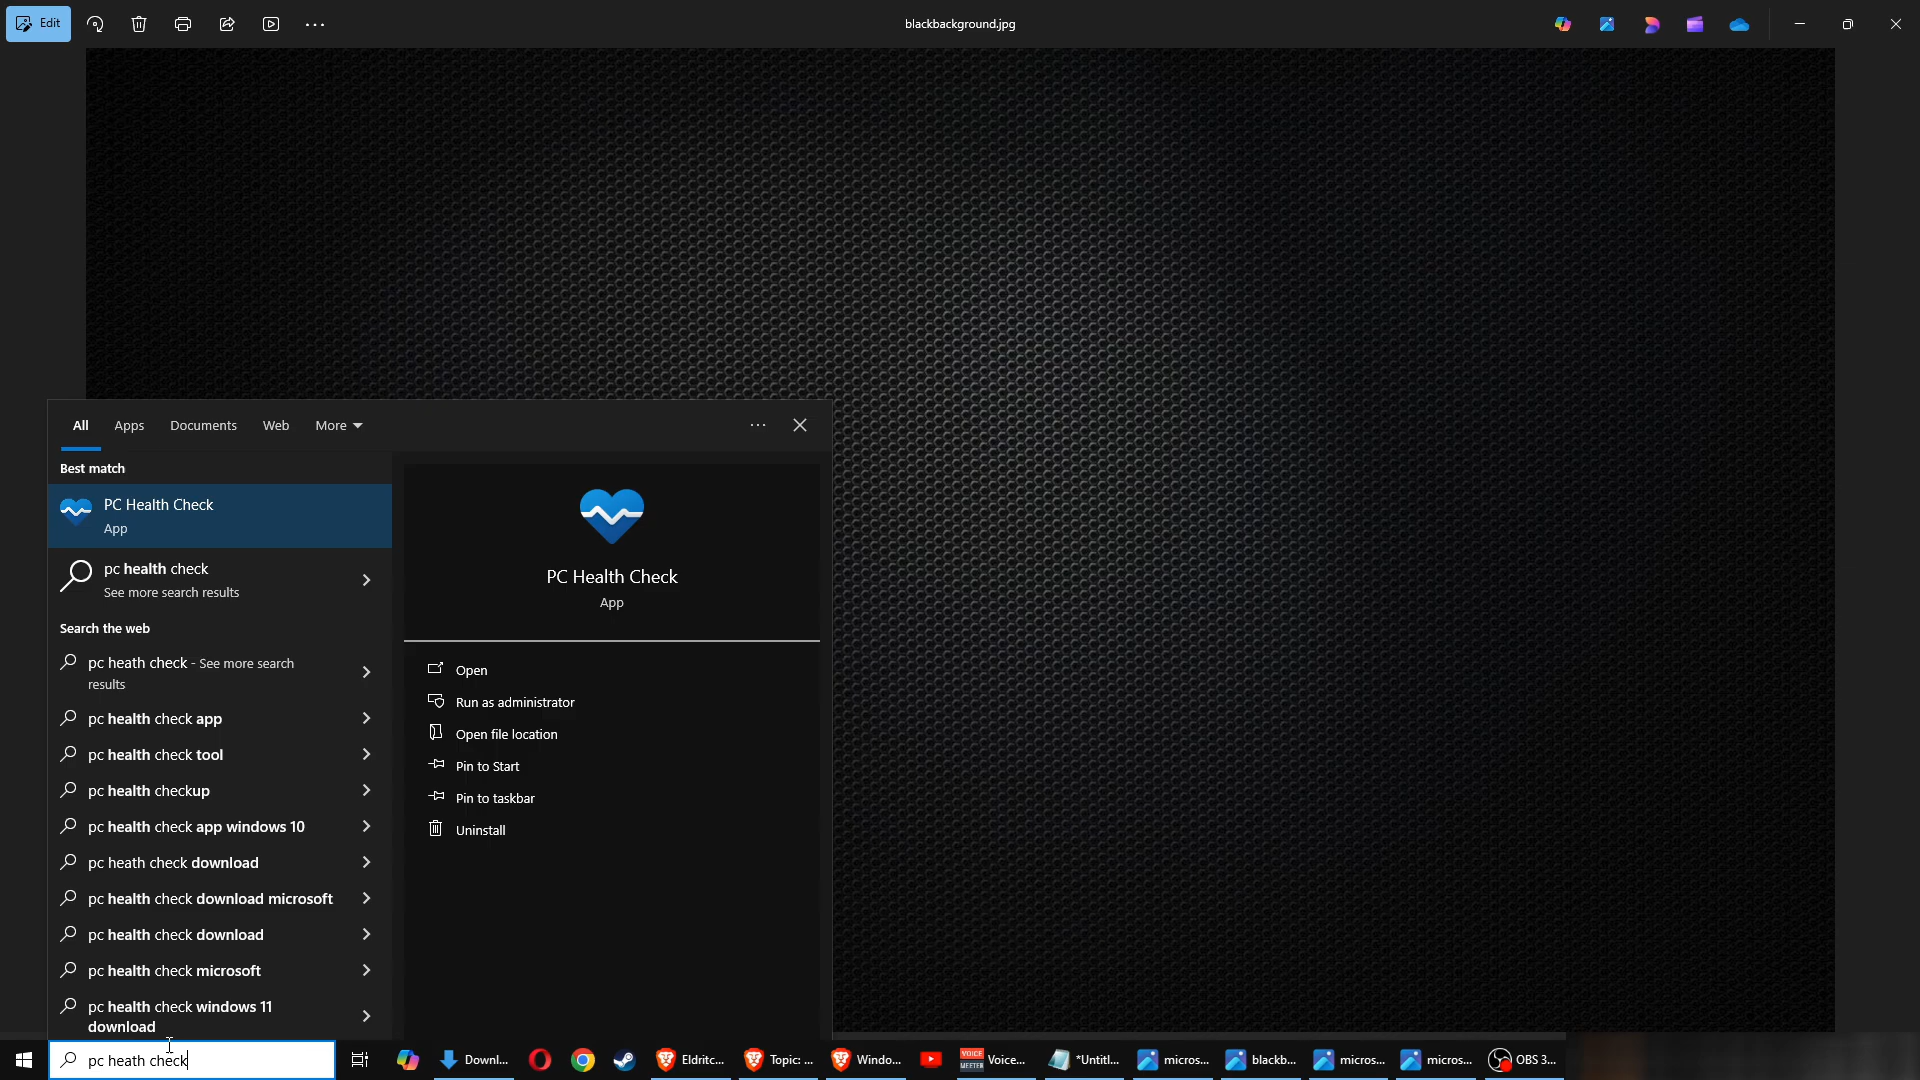 Edit
blackbackground.jpg
All Apps Documents Web More
Best match
PC Health Check
App
pc health check
See more search results
Search the web
pc heath check - See more search
results
pc health check app
pc health check tool
pc health checkup
pc health check app windows 10
pc heath check download
pc health check download microsoft
pc health check download
pc health check microsoft
pc health check windows 11
download
PC Health Check
App
Open
Run as administrator
Open file location
Pin to Start
Pin to taskbar
Uninstall
pc heath check
Downl...
Eldritc...
Topic: ...
Windo...
VOICE
MEETER
Voice...
*Untitl...
micros...
blackb...
micros...
micros...
OBS 3...